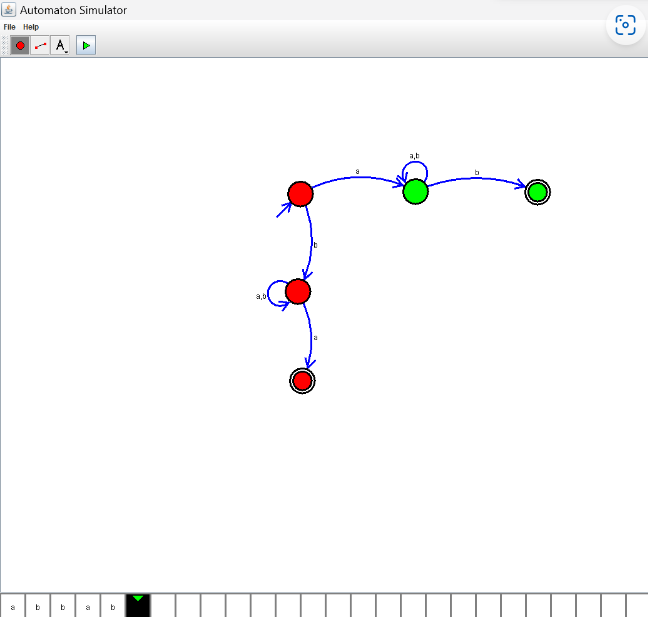 Automaton Simulator
File Help
A
a,b
a
b
b
a,b
a
a b b a b